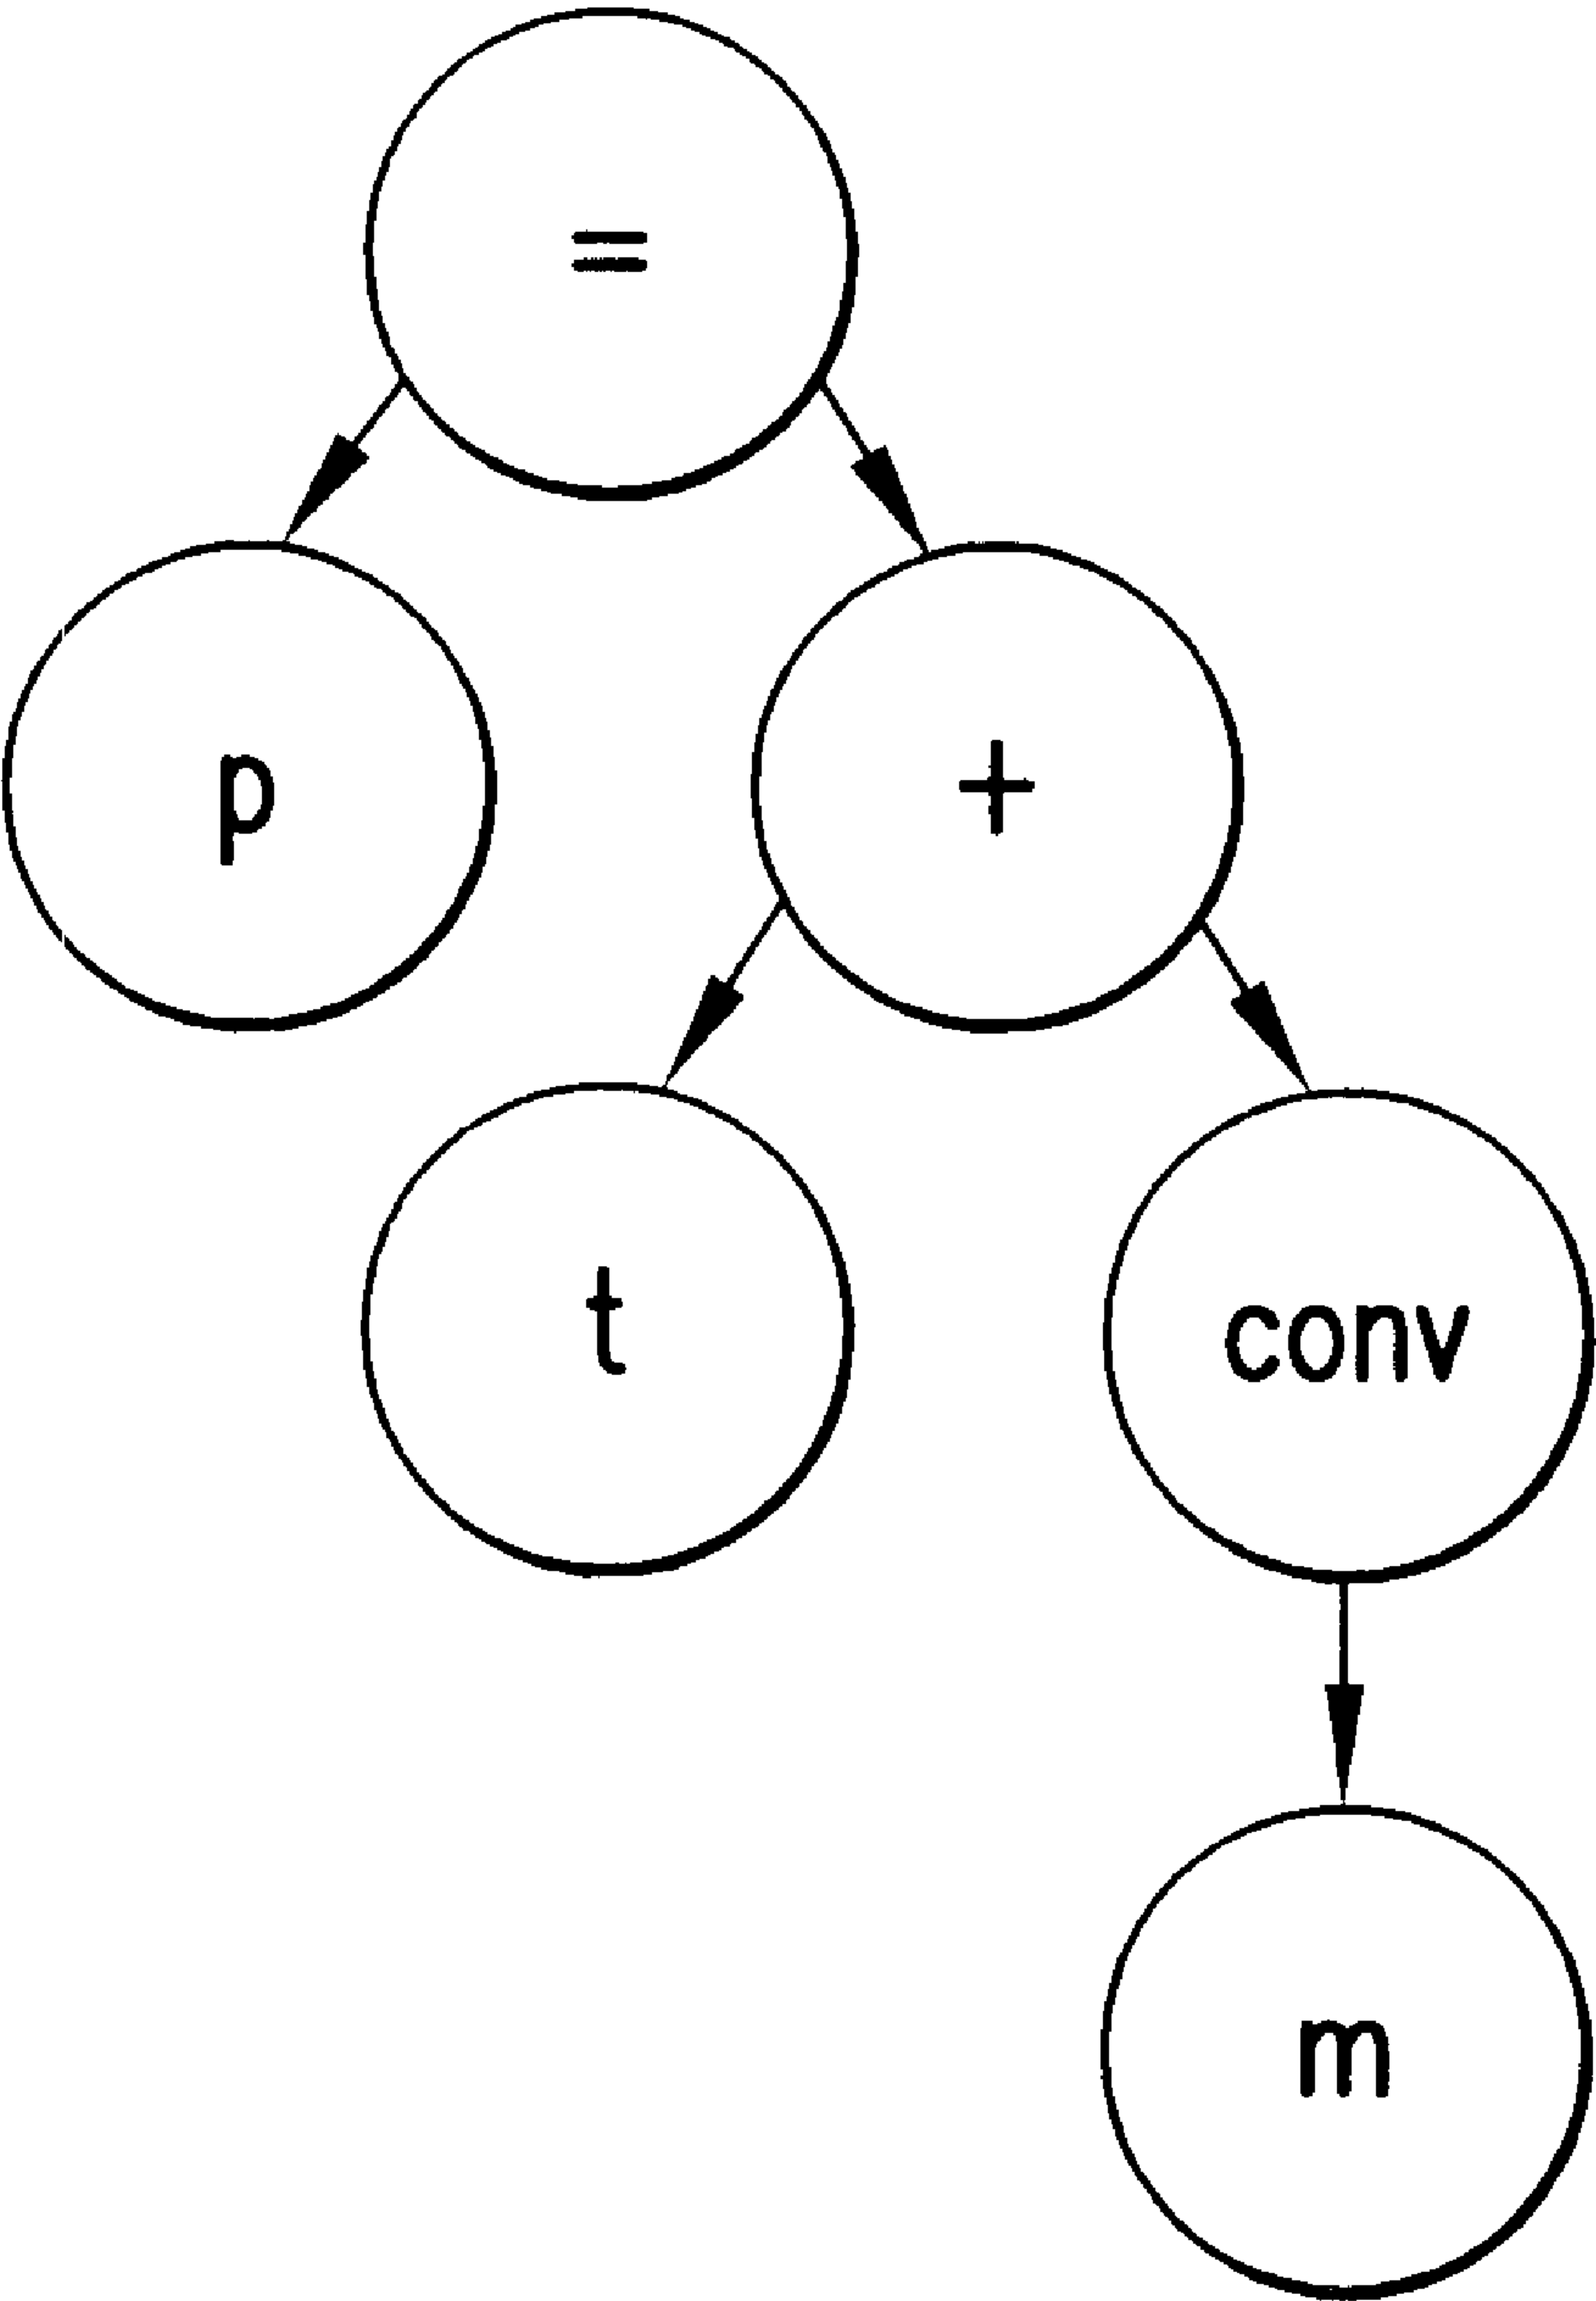 =
p
+
t
conv
m